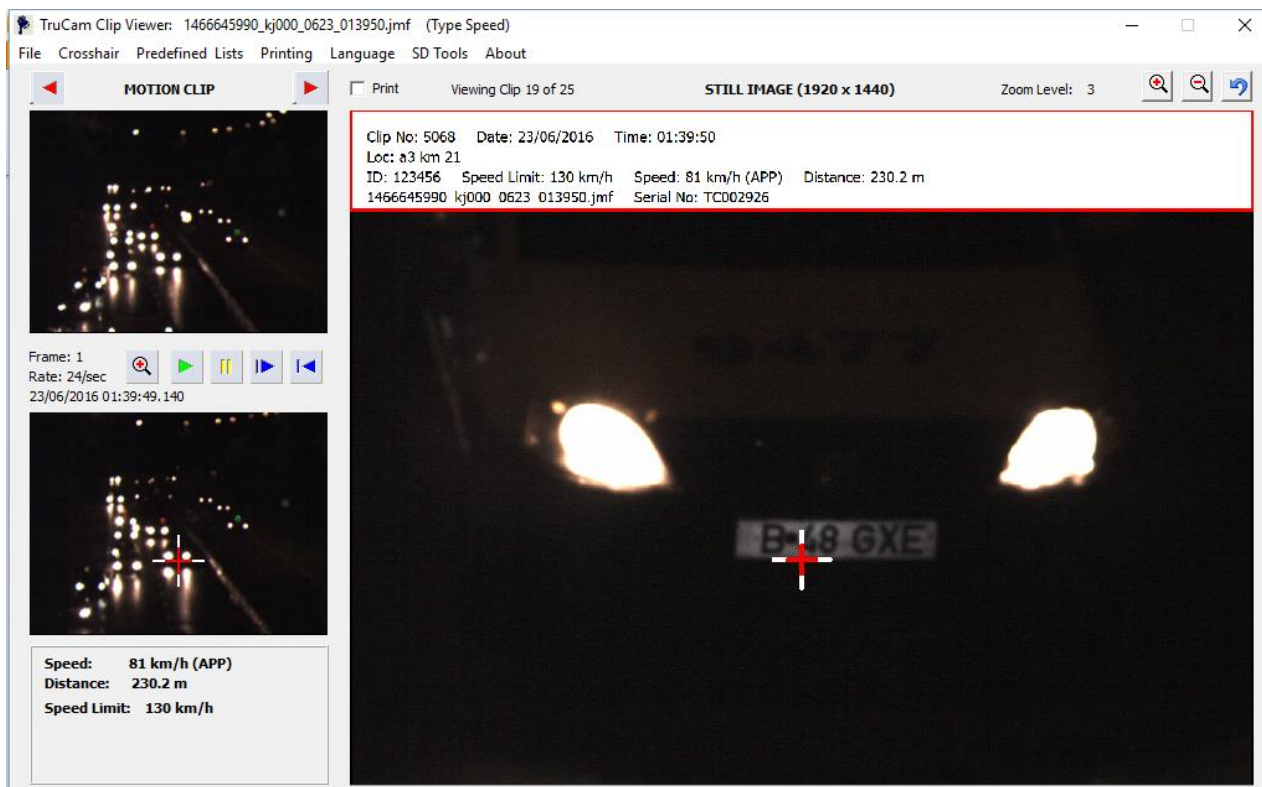 TruCam Clip Viewer: 1466645990_kj000_0623_013950.jmf (Type Speed)
File Crosshair Predefined Lists Printing Language SD Tools About
MOTION CLIP
Print Viewing Clip 19 of 25 STILL IMAGE (1920 x 1440) Zoom Level: 3
Clip No: 5068 Date: 23/06/2016 Time: 01:39:50
Loc: a3 km 21
ID: 123456 Speed Limit: 130 km/h Speed: 81 km/h (APP) Distance: 230.2 m
1466645990_kj000_0623_013950.jmf Serial No: TC002926
Frame: 1
Rate: 24/sec
23/06/2016 01:39:49.140
B 48 GXE
Speed: 81 km/h (APP)
Distance: 230.2 m
Speed Limit: 130 km/h